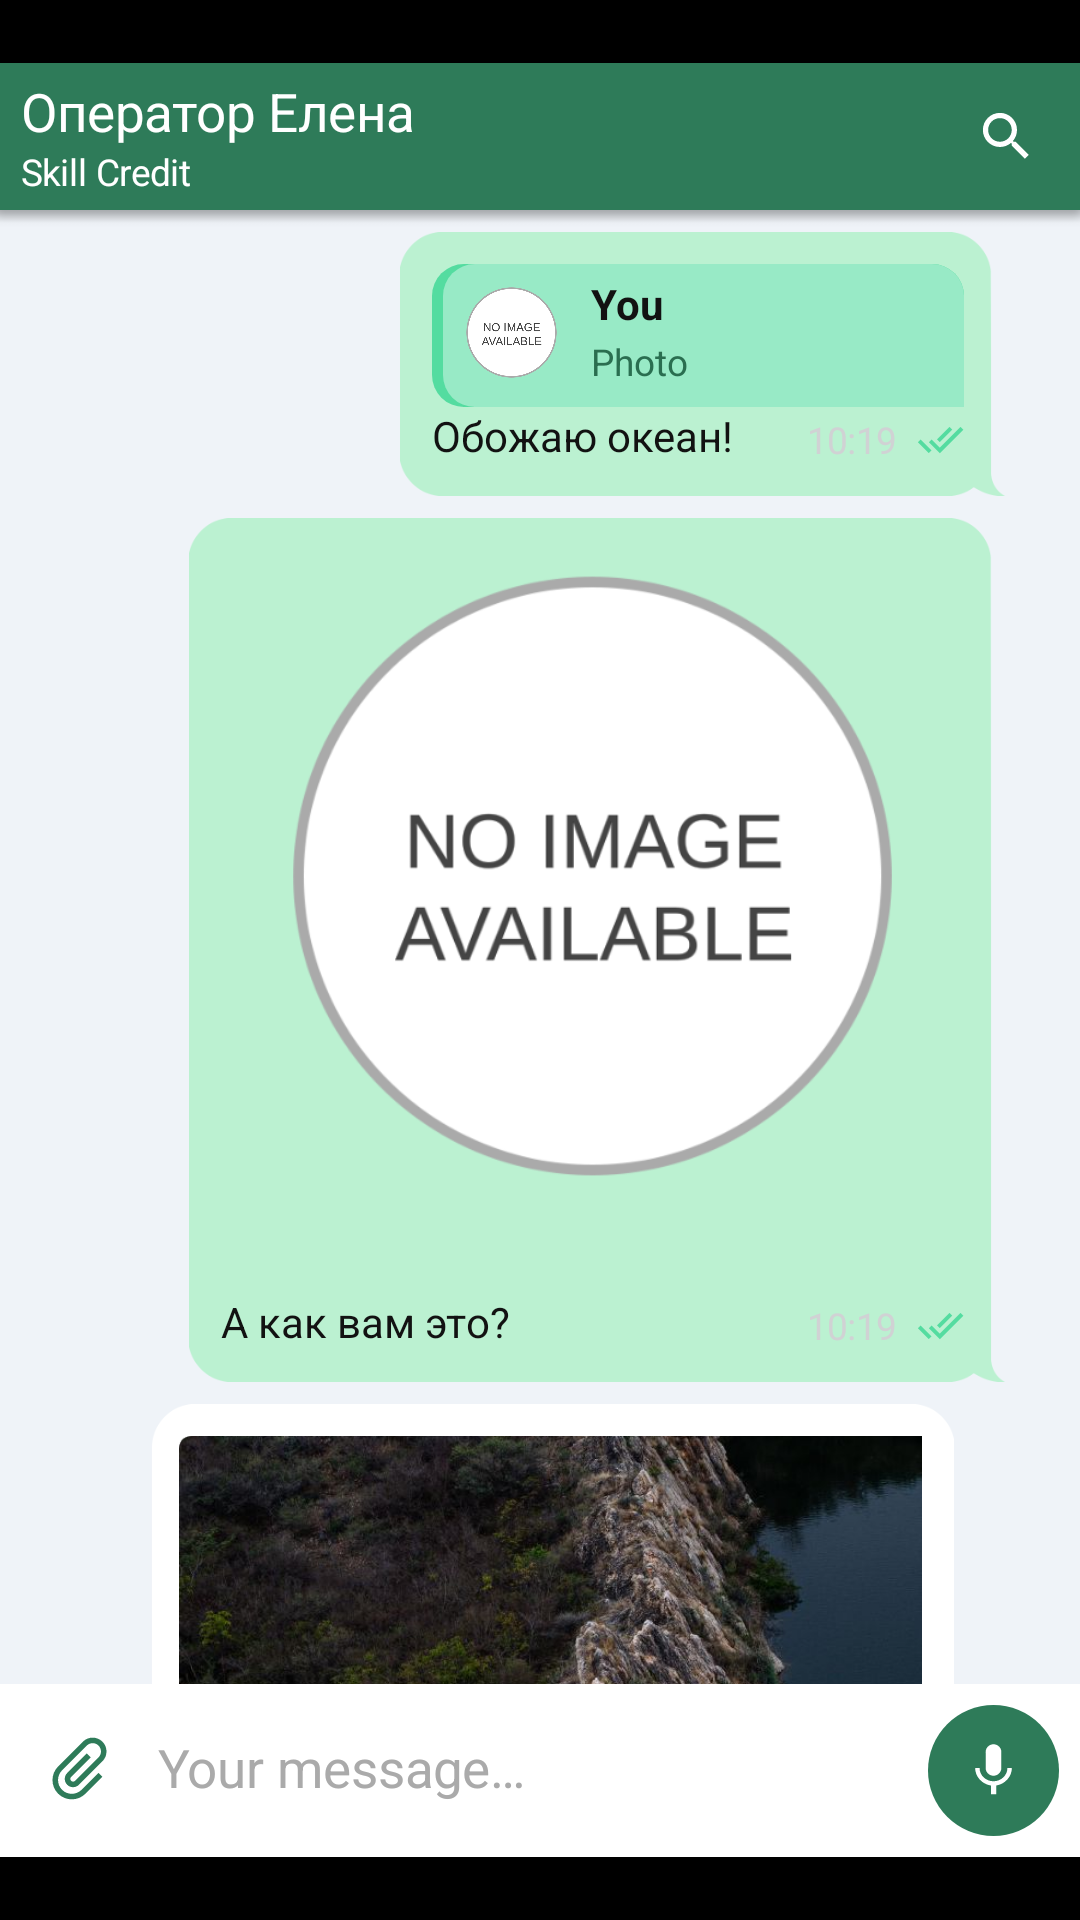 Оператор Елена
Skill Credit
NO IMAGE
AVAILABLE
You
Photo
Обожаю океан!
10:19
NO IMAGE
AVAILABLE
А как вам это?
10:19
Your message...